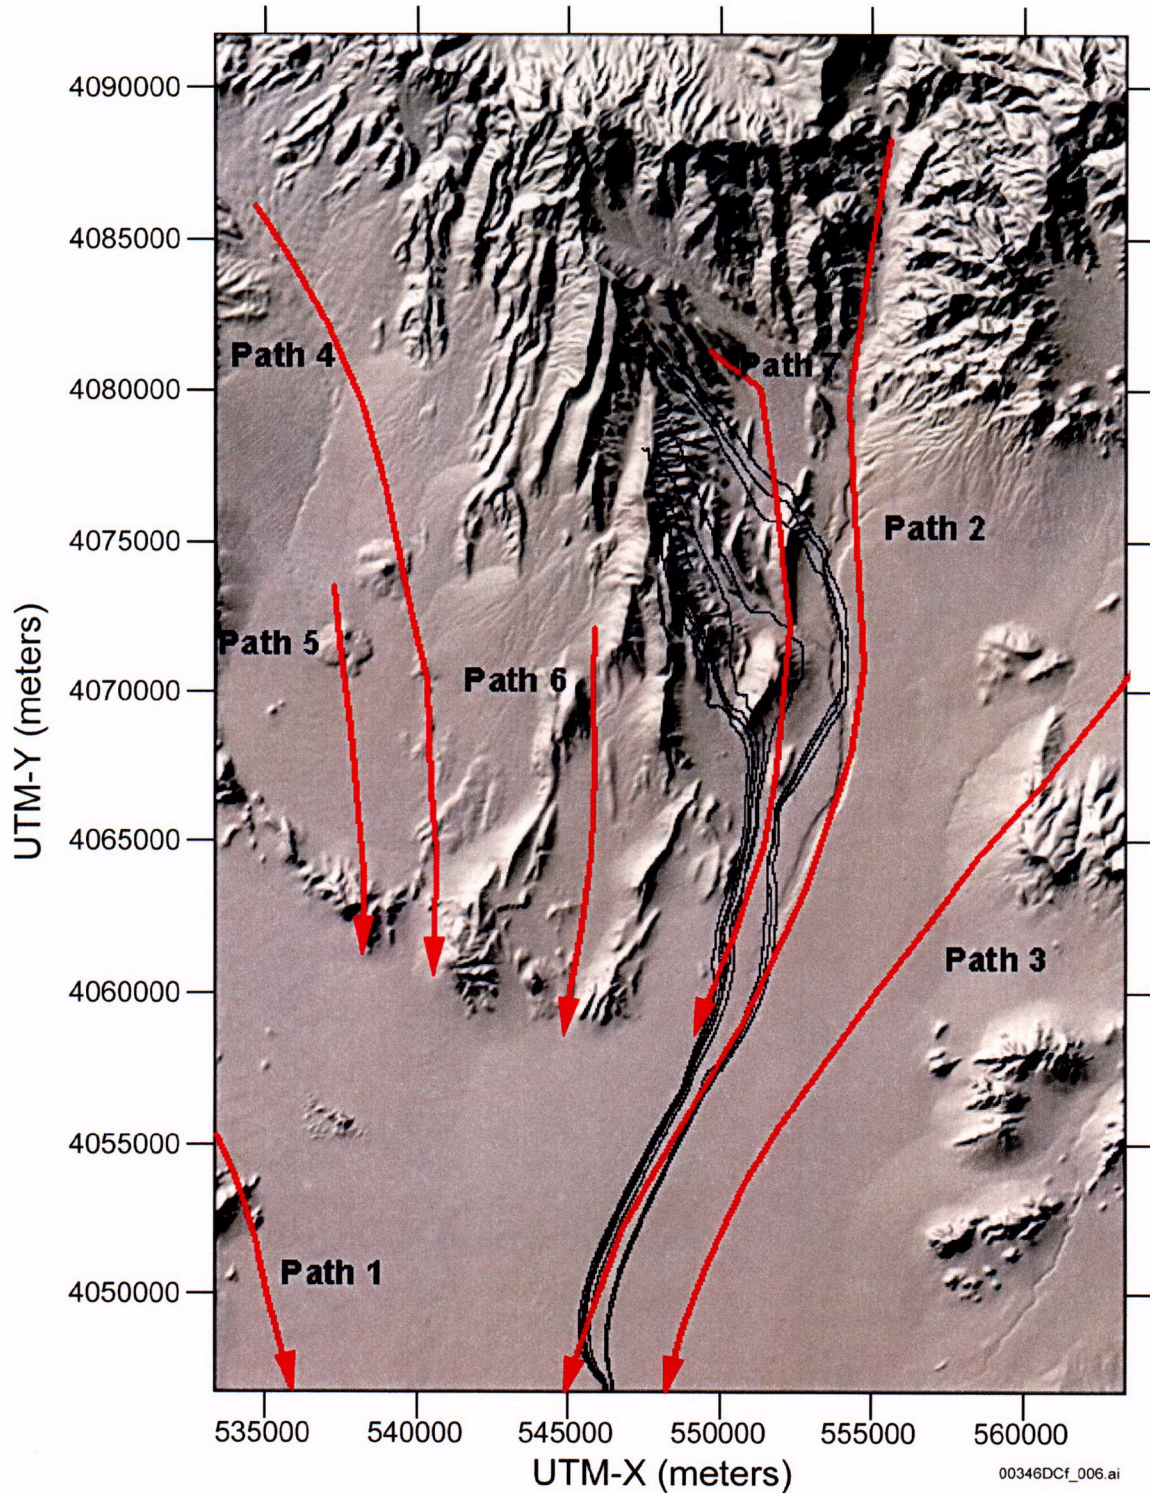 4090000
4085000
Path 4
Path 7
4080000
4075000
Path 2
Path 5
Path 6
4070000
UTM-Y (meters)
4065000
Path 3
4060000
4055000
Path 1
4050000
535000
540000
545000
550000
555000
560000
UTM-X (meters)
00346DCf_006.ai